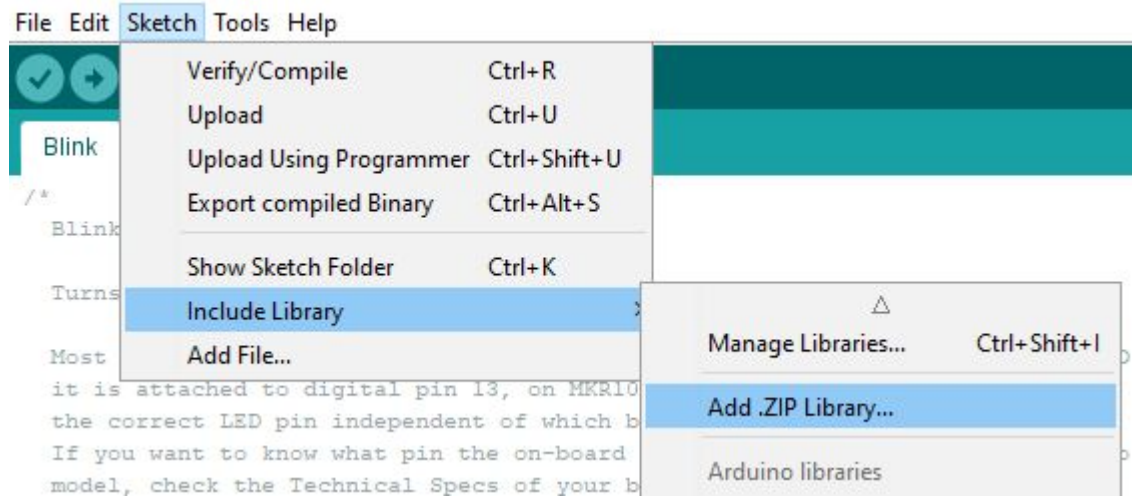 File Edit Sketch Tools Help
Verify/Compile Ctrl+R
Upload Ctrl+U
Upload Using Programmer Ctrl+Shift+U
Export compiled Binary Ctrl+Alt+S
Show Sketch Folder Ctrl+K
Include Library
Add File...
Manage Libraries... Ctrl+Shift+I
Add .ZIP Library...
Arduino libraries
Blink
/*
Blink
Turns
Most
it is attached to digital pin 13, on MKR10
the correct LED pin independent of which b
If you want to know what pin the on-board
model, check the Technical Specs of your b